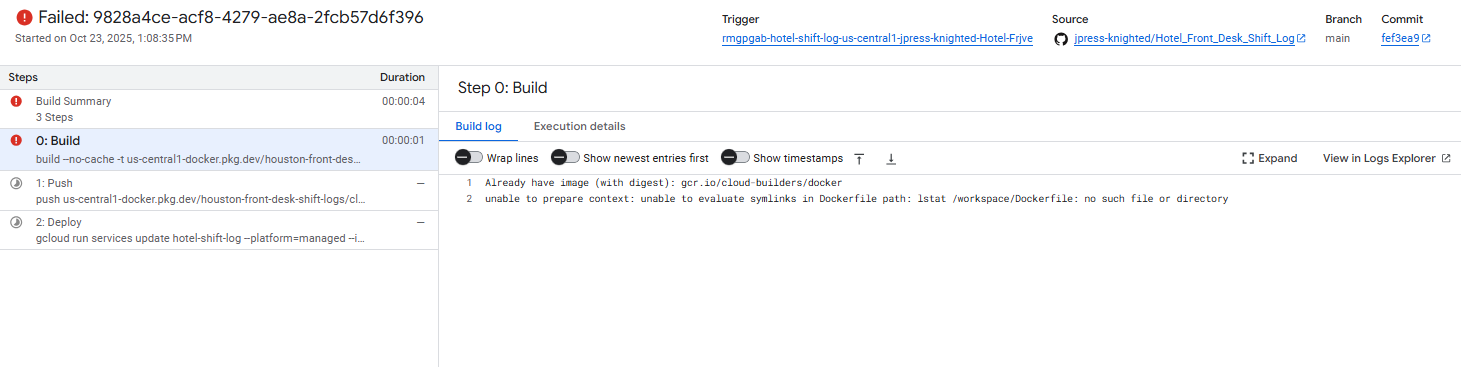 Failed: 9828a4ce-acf8-4279-ae8a-2fcb57d6f396
Started on Oct 23, 2025, 1:08:35 PM
Trigger
rmgpgab-hotel-shift-log-us-central1-jpress-knighted-Hotel-Frjve
Source
jpress-knighted/Hotel_Front_Desk_Shift_Log
Branch
main
Commit
fef3ea9
Steps
Duration
Build Summary
00:00:04
3 Steps
0: Build
00:00:01
build --no-cache -t us-central1-docker.pkg.dev/houston-front-des...
1: Push
—
push us-central1-docker.pkg.dev/houston-front-desk-shift-logs/cl...
2: Deploy
—
gcloud run services update hotel-shift-log --platform=managed --i...
Step 0: Build
Build log
Execution details
Wrap lines
Show newest entries first
Show timestamps
Expand
View in Logs Explorer
1 Already have image (with digest): gcr.io/cloud-builders/docker
2 unable to prepare context: unable to evaluate symlinks in Dockerfile path: lstat /workspace/Dockerfile: no such file or directory